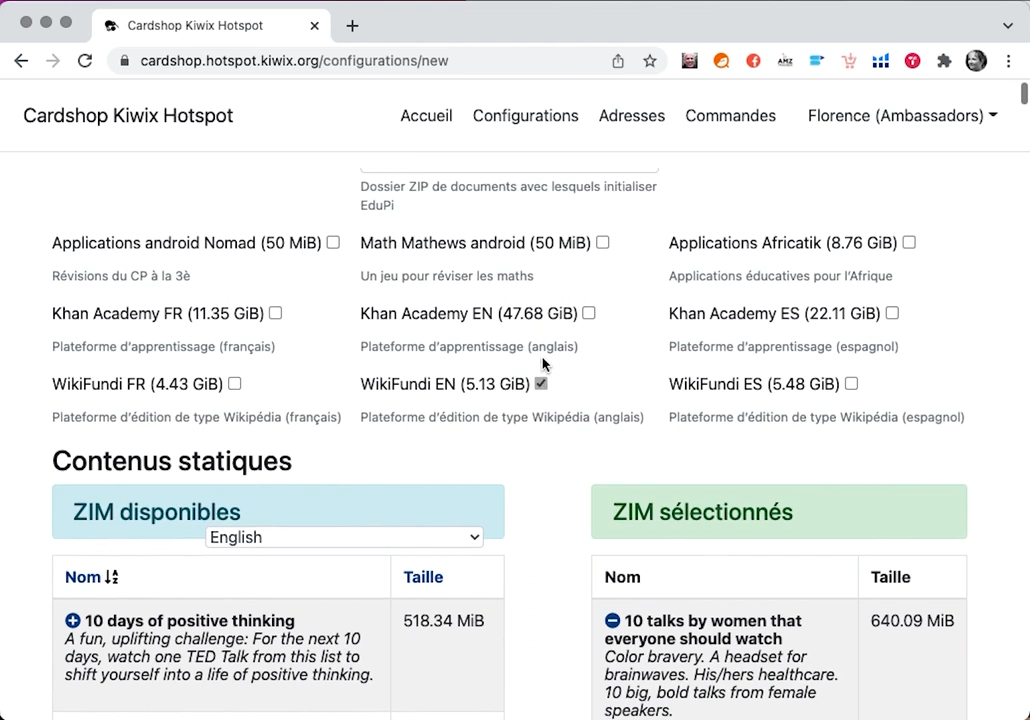 Cardshop Kiwix Hotspot
cardshop.hotspot.kiwix.org/configurations/new
Cardshop Kiwix Hotspot
Accueil Configurations Adresses Commandes Florence (Ambassadors)
Dossier ZIP de documents avec lesquels initialiser
EduPi
Applications android Nomad (50 MiB) Math Mathews android (50 MiB) Applications Africatik (8.76 GiB)
Révisions du CP à la 3è Un jeu pour réviser les maths Applications éducatives pour l'Afrique
Khan Academy FR (11.35 GiB) Khan Academy EN (47.68 GiB) Khan Academy ES (22.11 GiB)
Plateforme d'apprentissage (français) Plateforme d'apprentissage (anglais) Plateforme d'apprentissage (espagnol)
WikiFundi FR (4.43 GiB) WikiFundi EN (5.13 GiB) WikiFundi ES (5.48 GiB)
Plateforme d'édition de type Wikipédia (français) Plateforme d'édition de type Wikipédia (anglais) Plateforme d'édition de type Wikipédia (espagnol)
Contenus statiques
ZIM disponibles
English
Nom Taille
10 days of positive thinking 518.34 MiB
A fun, uplifting challenge: For the next 10
days, watch one TED Talk from this list to
shift yourself into a life of positive thinking.
ZIM sélectionnés
Nom Taille
10 talks by women that 640.09 MiB
everyone should watch
Color bravery. A headset for
brainwaves. His/hers healthcare.
10 big, bold talks from female
speakers.